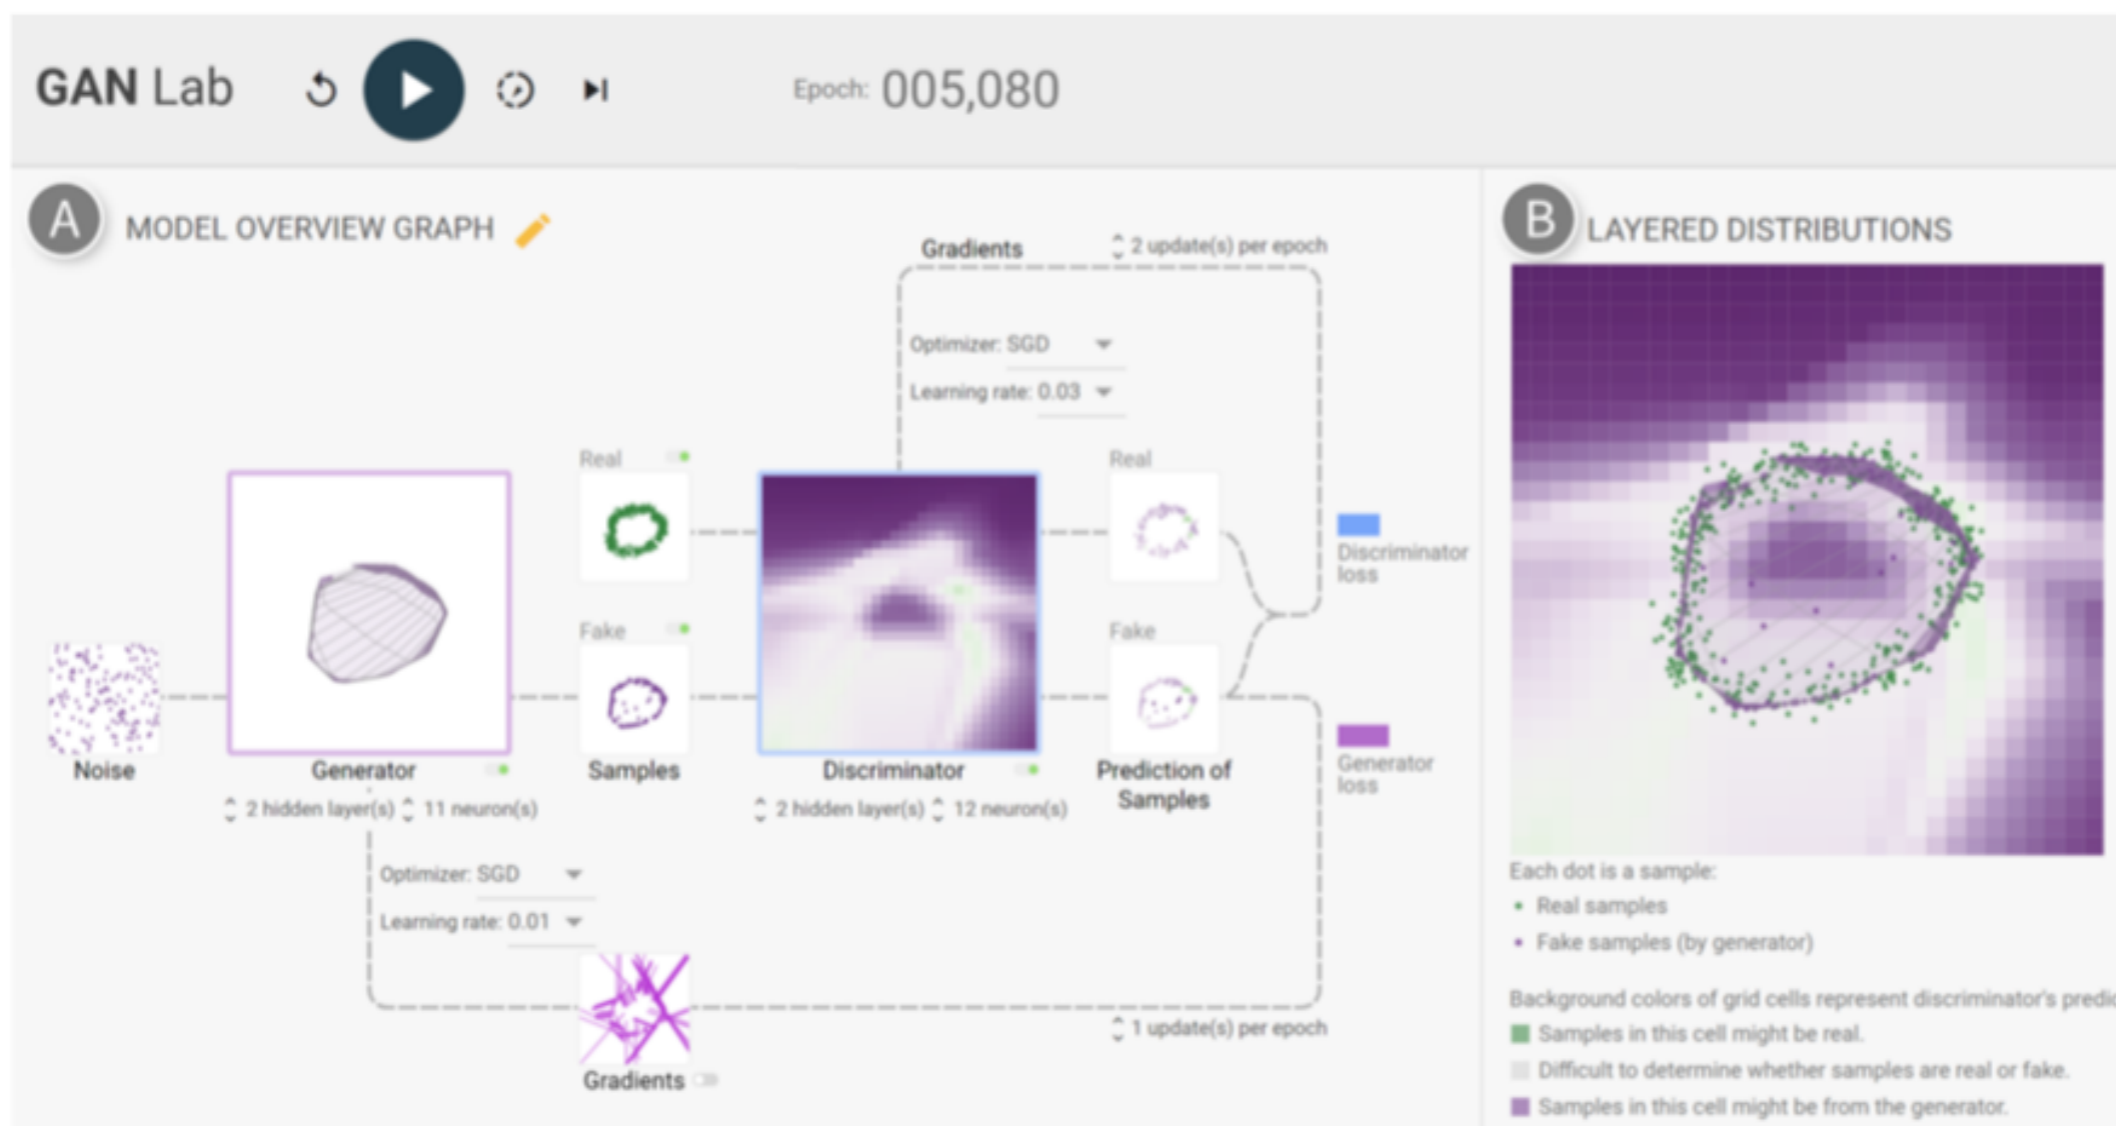 GAN Lab
Epoch: 005,080
A MODEL OVERVIEW GRAPH
Gradients
2 update(s) per epoch
Optimizer: SGD
Learning rate: 0.03
Real
Real
Discriminator
loss
Fake
Fake
Generator
loss
Noise
Generator
2 hidden layer(s) 11 neuron(s)
Samples
Discriminator
2 hidden layer(s) 12 neuron(s)
Prediction of
Samples
Optimizer: SGD
Learning rate: 0.01
1 update(s) per epoch
Gradients
B LAYERED DISTRIBUTIONS
Each dot is a sample:
Real samples
Fake samples (by generator)
Background colors of grid cells represent discriminator's
Samples in this cell might be real.
Difficult to determine whether samples are real or fake.
Samples in this cell might be from the generator.